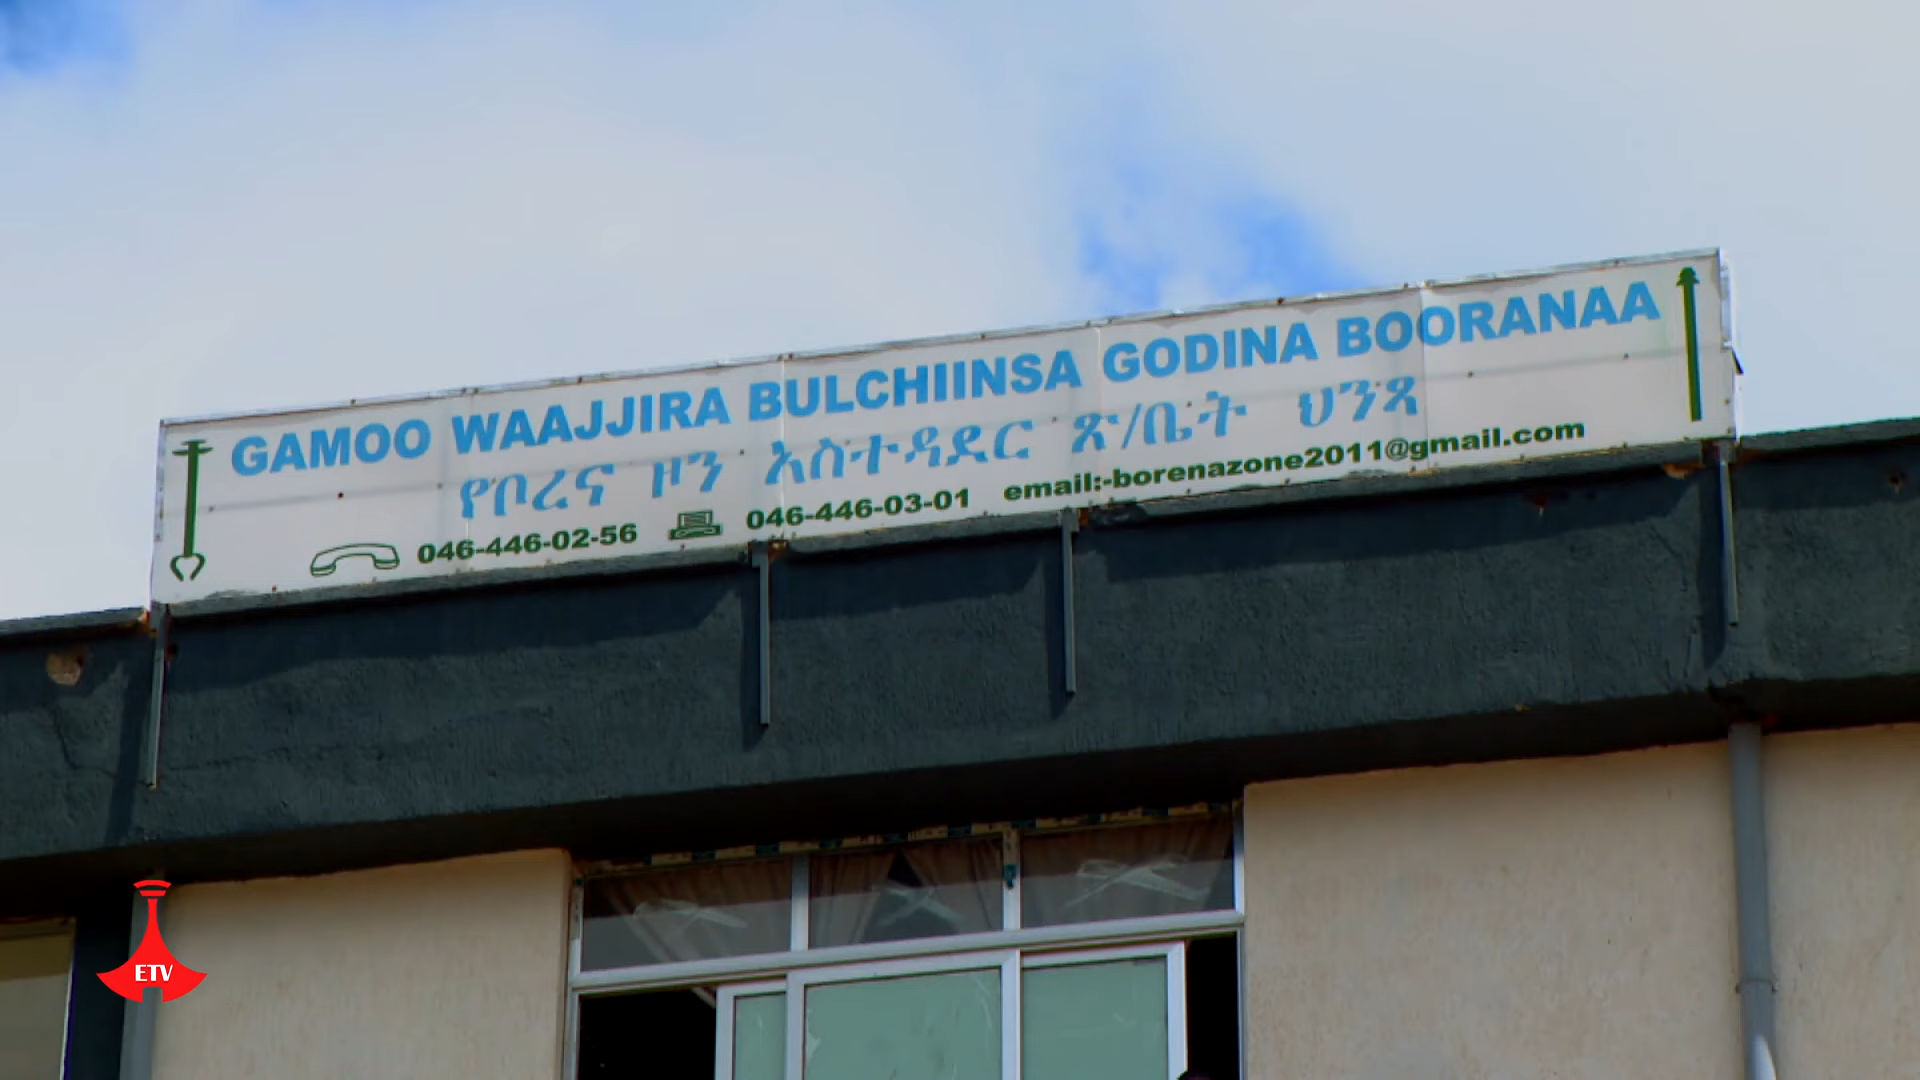 GAMOO WAAJJIRA BULCHIINSA GODINA BOORANAA
የቦረና ዞን አስተዳደር ጽ/ቤት ህንፃ
046-446-02-56 046-446-03-01 email:-borenazone2011@gmail.com
ETV